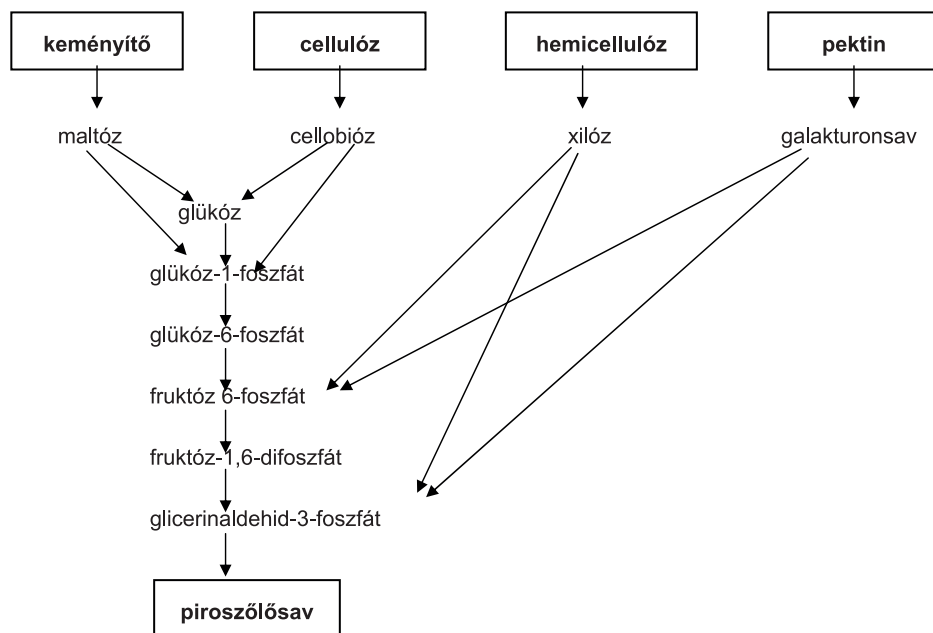 keményítő
cellulóz
hemicellulóz
pektin
maltóz
cellobióz
xilóz
galakturonsav
glükóz
glükóz-1-foszfát
glükóz-6-foszfát
fruktóz 6-foszfát
fruktóz-1,6-difoszfát
glicerinaldehid-3-foszfát
piroszőlősav